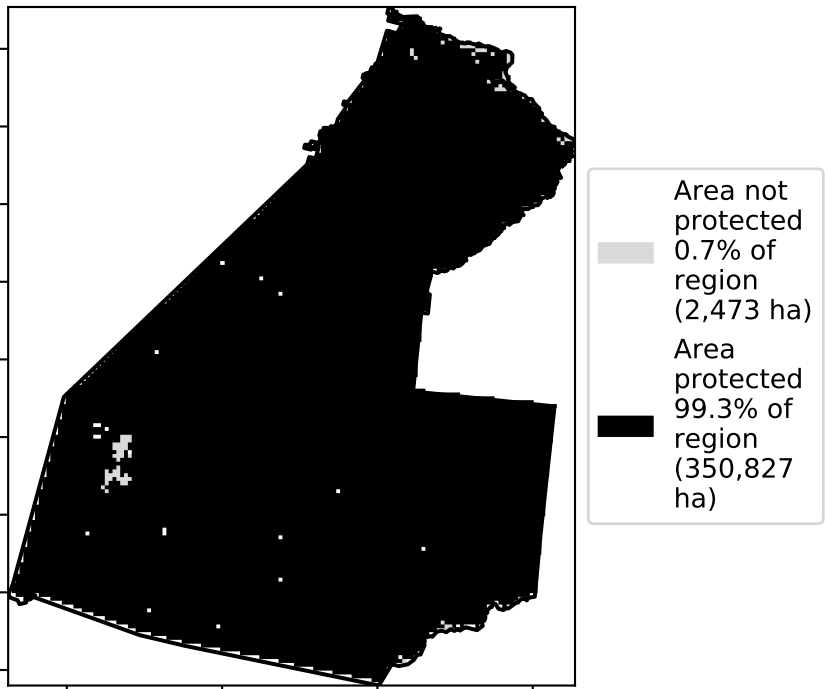 Area not
protected
0.7% of
region
(2,473 ha)
Area
protected
99.3% of
region
(350,827
ha)